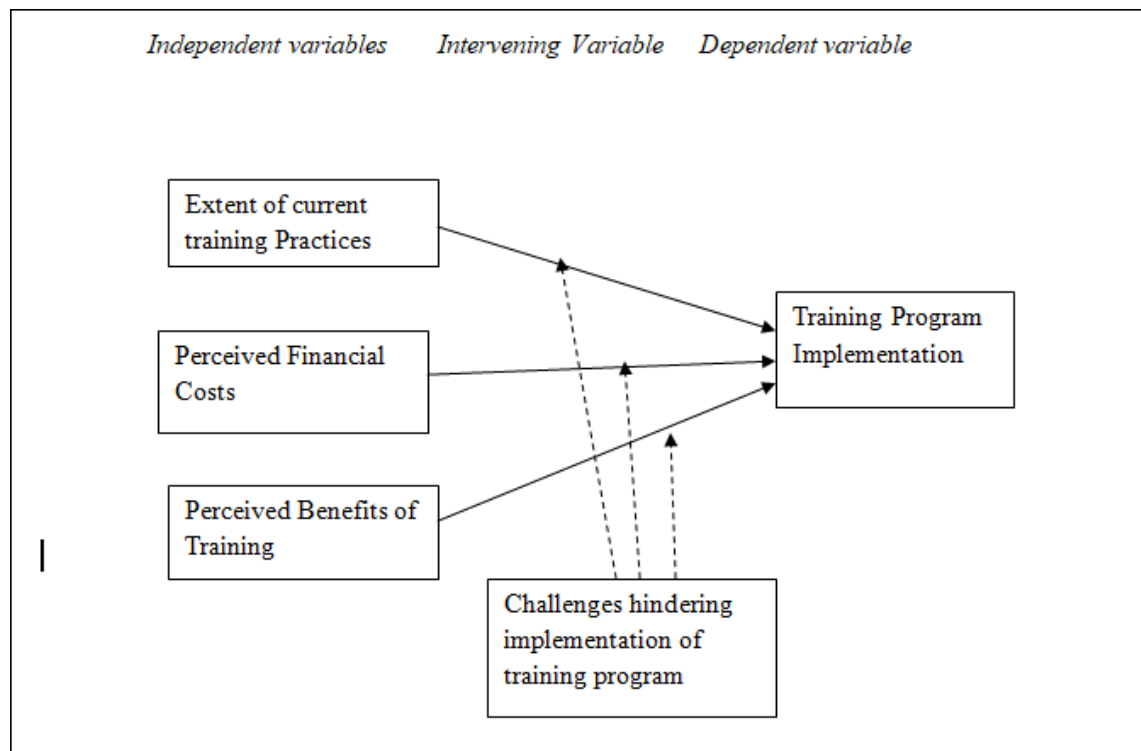 Independent variables Intervening Variable Dependent variable
Extent of current
training Practices
Training Program
Implementation
Perceived Financial
Costs
Perceived Benefits of
Training
Challenges hindering
implementation of
training program